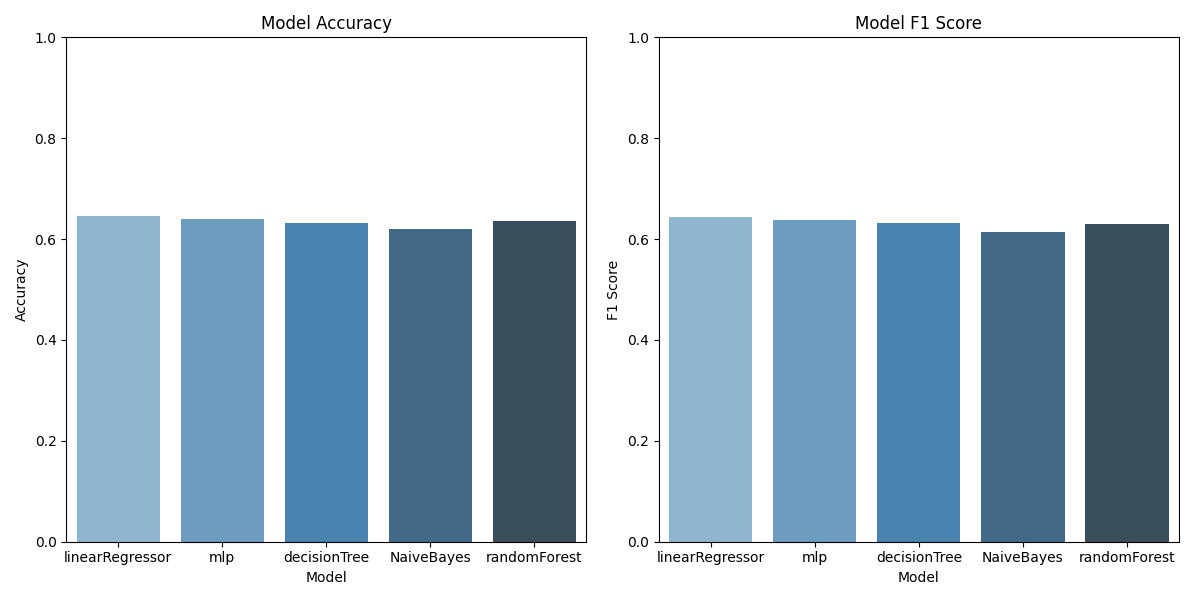 Model Accuracy
1.0
0.8
0.6
0.4
0.2
0.0
Accuracy
linearRegressor mlp decisionTree NaiveBayes randomForest
Model
Model F1 Score
1.0
0.8
0.6
0.4
0.2
0.0
F1 Score
linearRegressor mlp decisionTree NaiveBayes randomForest
Model